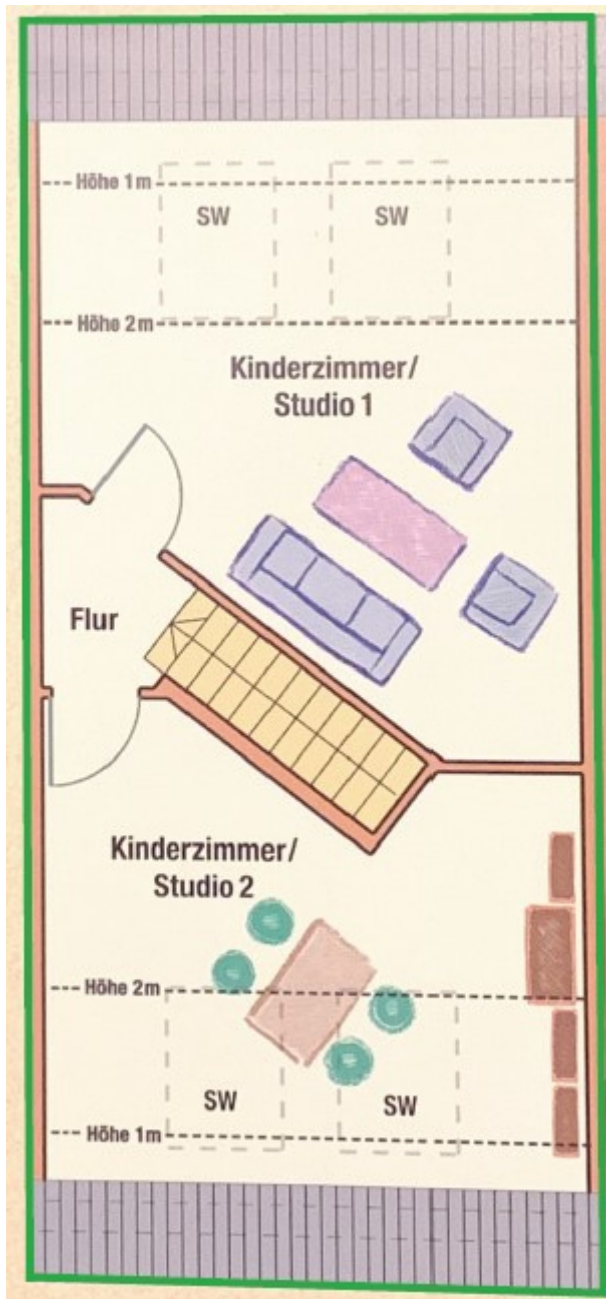 Höhe 1m
SW SW
Höhe 2m
Kinderzimmer/
Studio 1
Flur
Kinderzimmer/
Studio 2
Höhe 2m
SW SW
Höhe 1m